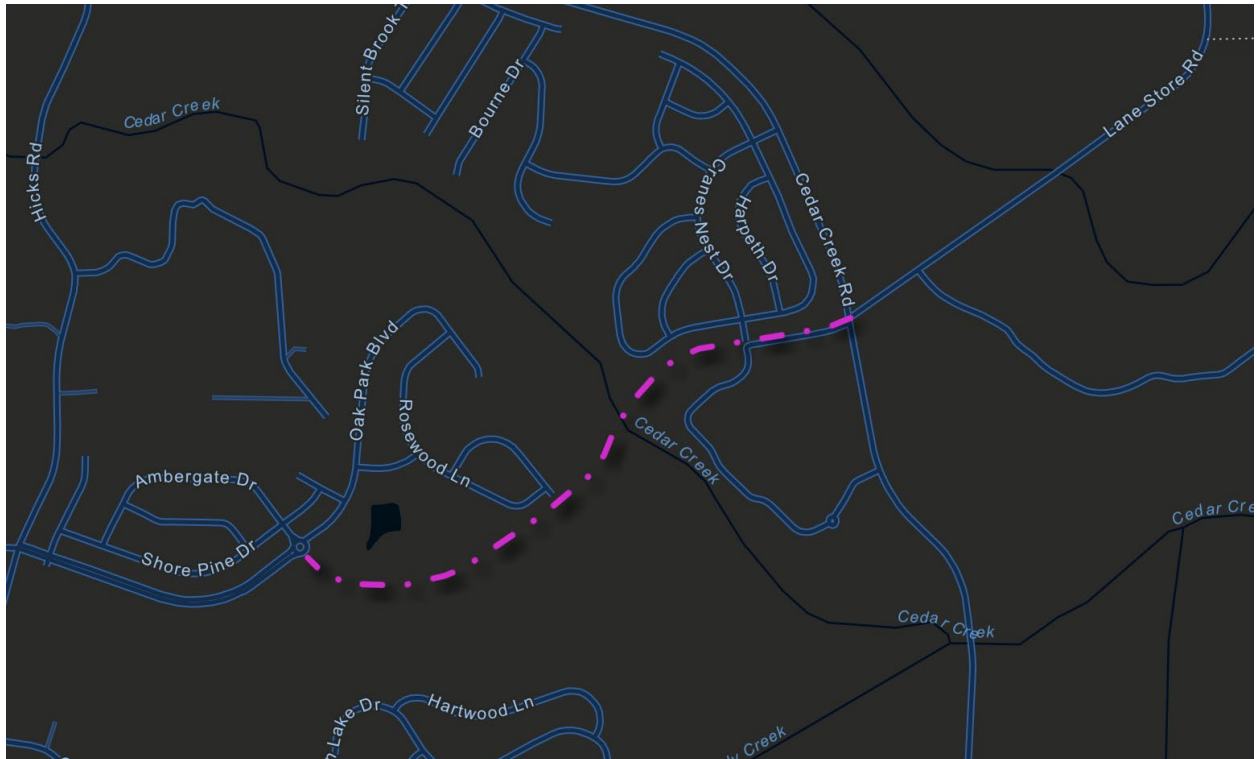 Silent Brook
Bourne Dr
Lane Store Rd
Cedar Creek
Hicks Rd
Cranes Nest Dr
Harpeth Dr
Cedar Creek Rd
Oak Park Blvd
Rosewood Ln
Cedar Creek
Ambergate Dr
Shore Pine Dr
Cedar Cre
Cedar Creek
Hartwood Ln
Lake Dr
Creek